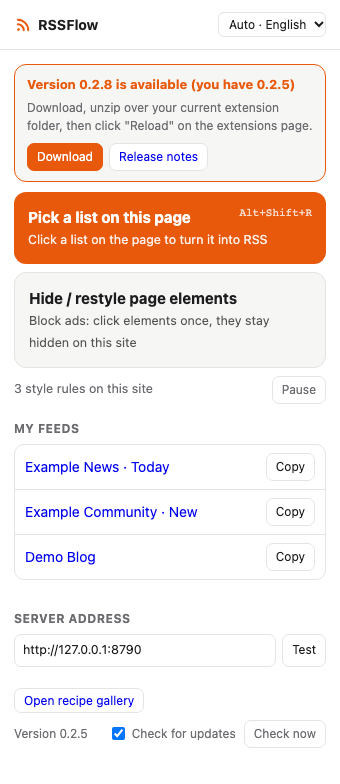 RSSFlow
Auto · English
Version 0.2.8 is available (you have 0.2.5)
Download, unzip over your current extension
folder, then click "Reload" on the extensions page.
Download
Release notes
Pick a list on this page
Alt+Shift+R
Click a list on the page to turn it into RSS
Hide / restyle page elements
Block ads: click elements once, they stay
hidden on this site
3 style rules on this site
Pause
MY FEEDS
Example News · Today
Copy
Example Community · New
Copy
Demo Blog
Copy
SERVER ADDRESS
http://127.0.0.1:8790
Test
Open recipe gallery
Version 0.2.5
Check for updates
Check now